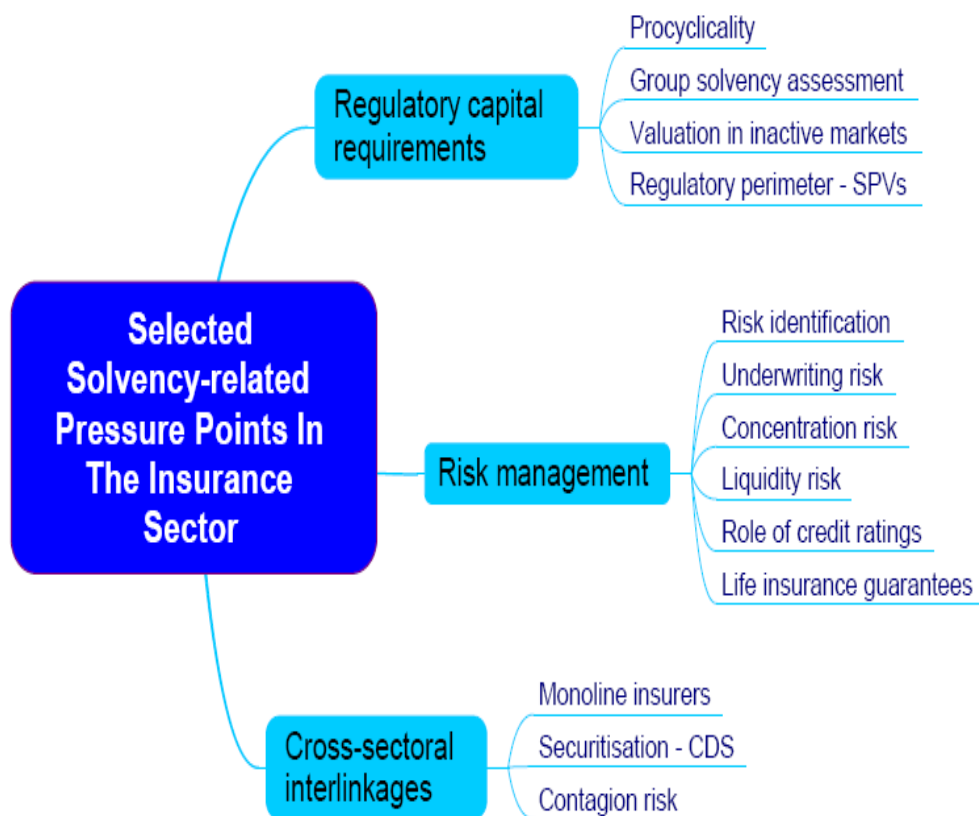 Selected
Solvency-related
Pressure Points In
The Insurance
Sector
Regulatory capital
requirements
Procyclicality
Group solvency assessment
Valuation in inactive markets
Regulatory perimeter - SPVs
Risk management
Risk identification
Underwriting risk
Concentration risk
Liquidity risk
Role of credit ratings
Life insurance guarantees
Cross-sectoral
interlinkages
Monoline insurers
Securitisation - CDS
Contagion risk